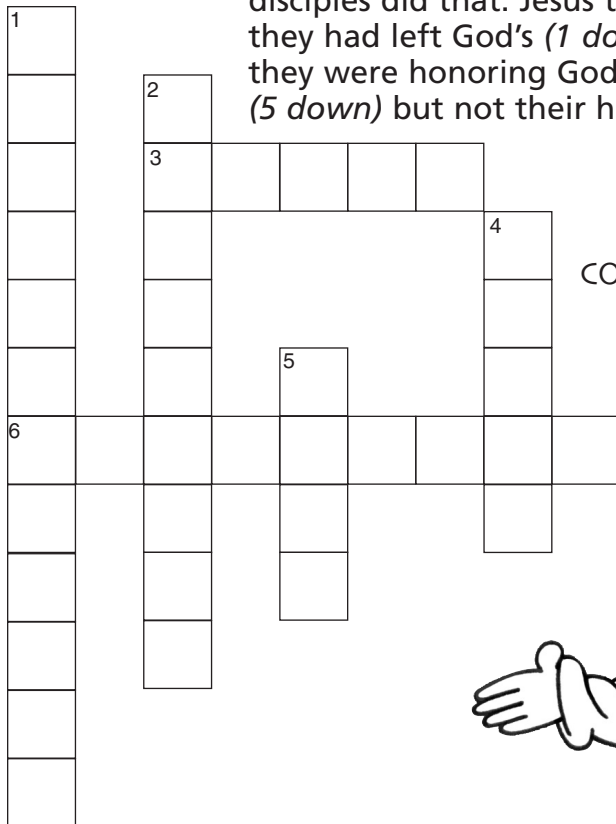 disciples did that. Jesus t
they had left God's (1 do
they were honoring God
(5 down) but not their h
1
2
3
4
CO
5
6